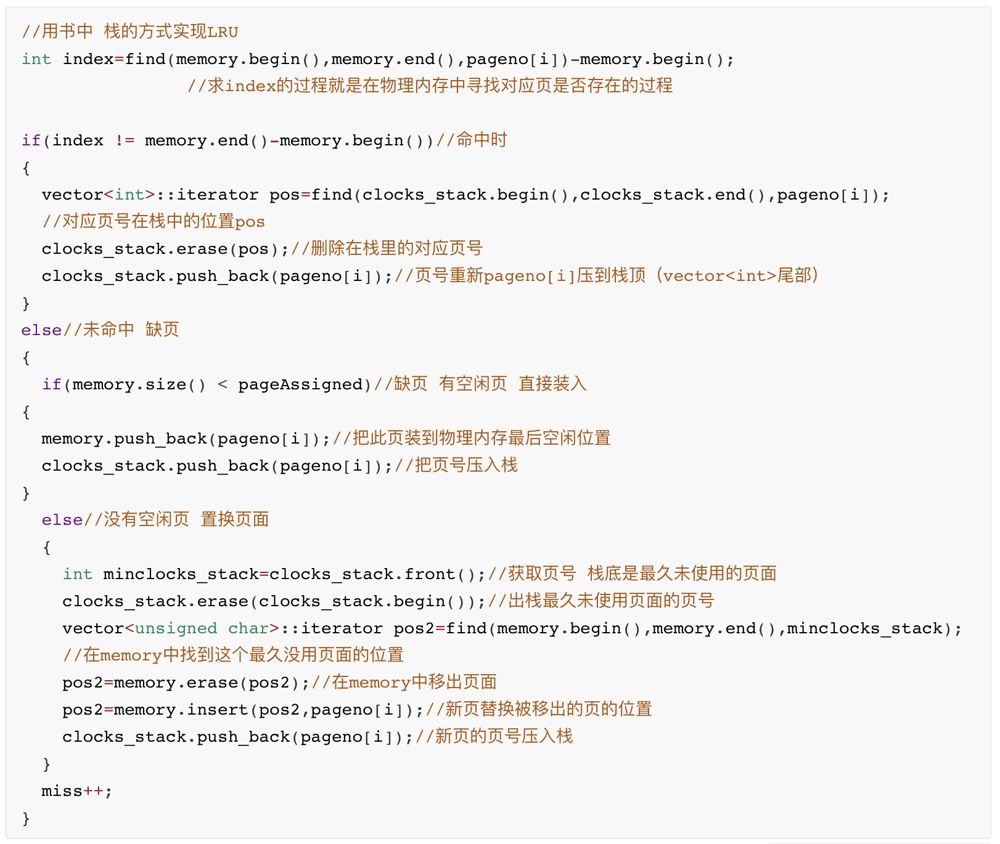 //用书中 栈的方式实现LRU
int index=find(memory.begin(),memory.end(),pageno[i])-memory.begin();
                //求index的过程就是在物理内存中寻找对应页是否存在的过程
if(index != memory.end()-memory.begin())//命中时
{
  vector<int>::iterator pos=find(clocks_stack.begin(),clocks_stack.end(),pageno[i]);
  //对应页号在栈中的位置pos
  clocks_stack.erase(pos);//删除在栈里的对应页号
  clocks_stack.push_back(pageno[i]);//页号重新pageno[i]压到栈顶（vector<int>尾部）
}
else//未命中 缺页
{
  if(memory.size() < pageAssigned)//缺页 有空闲页 直接装入
{
  memory.push_back(pageno[i]);//把此页装到物理内存最后空闲位置
  clocks_stack.push_back(pageno[i]);//把页号压入栈
}
  else//没有空闲页 置换页面
  {
    int minclocks_stack=clocks_stack.front();//获取页号 栈底是最久未使用的页面
    clocks_stack.erase(clocks_stack.begin());//出栈最久未使用页面的页号
    vector<unsigned char>::iterator pos2=find(memory.begin(),memory.end(),minclocks_stack);
    //在memory中找到这个最久没用页面的位置
    pos2=memory.erase(pos2);//在memory中移出页面
    pos2=memory.insert(pos2,pageno[i]);//新页替换被移出的页的位置
    clocks_stack.push_back(pageno[i]);//新页的页号压入栈
  }
  miss++;
}